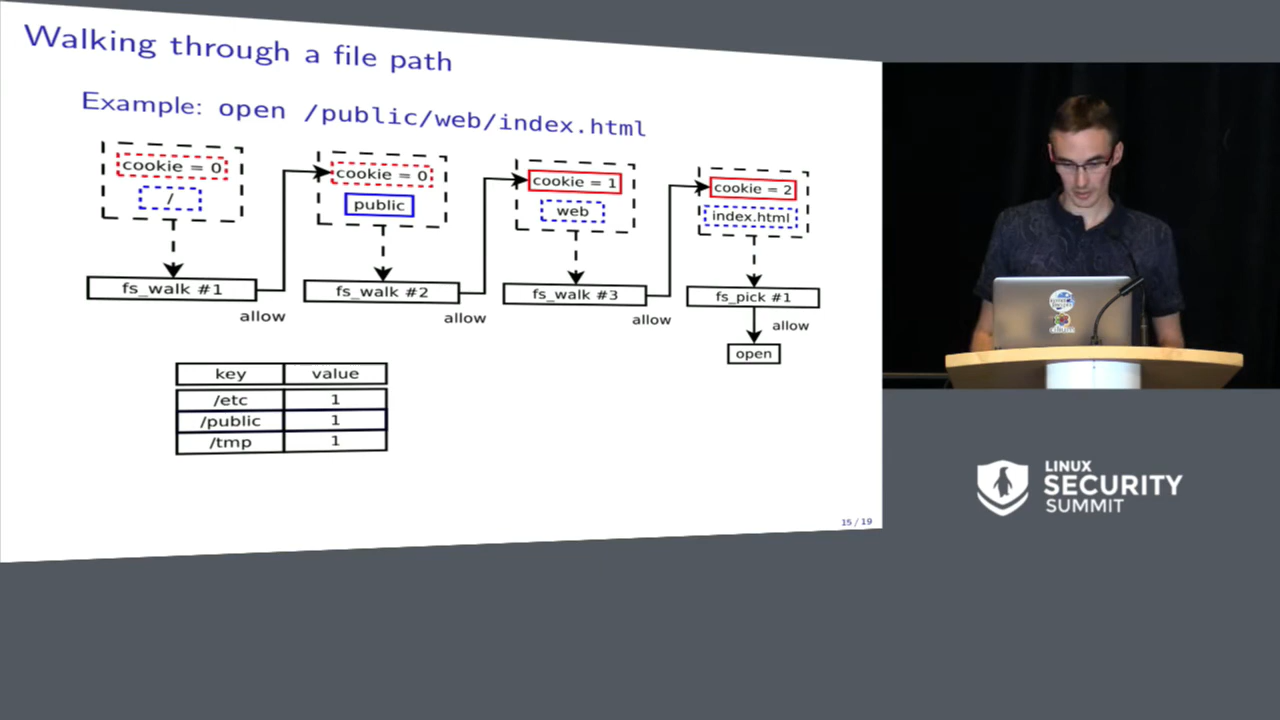 Walking through a file path
Example: open /public/web/index.html
cookie = 0
/
fs_walk #1
allow
cookie = 0
public
fs_walk #2
allow
cookie = 1
web
fs_walk #3
allow
cookie = 2
index.html
fs_pick #1
allow
open
key value
/etc 1
/public 1
/tmp 1
15 / 19
LINUX
SECURITY
SUMMIT